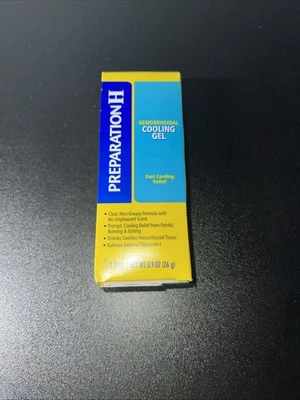 PREPARATION H
HEMORRHOIDAL
COOLING
GEL
Fast Cooling
Relief
• Clear, Non-Greasy Formula with
No Unpleasant Scent
• Prompt, Cooling Relief from Painful
Burning & Itching
• Shrinks Swollen Hemorrhoidal Tissue
• Relieves External Discomfort
NET WT 0.9 OZ (26 g)